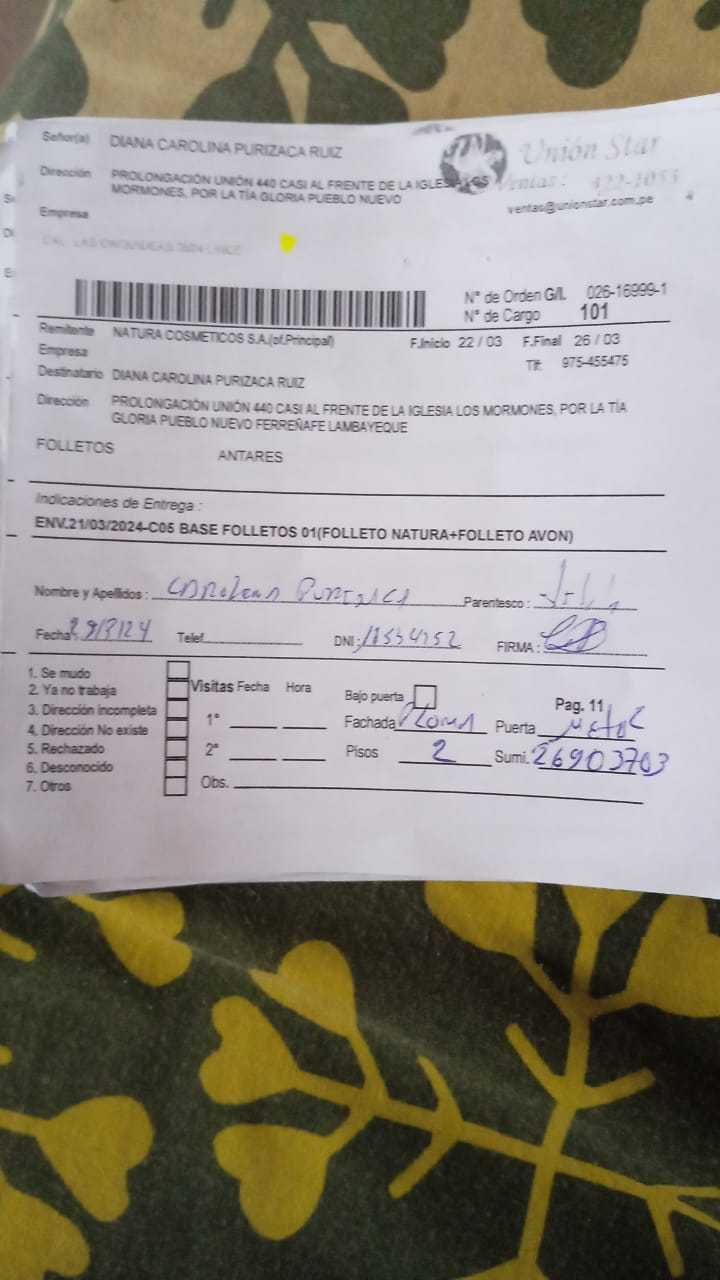 Señor(a) DIANA CAROLINA PURIZACA RUIZ
Unión Star
Dirección PROLONGACIÓN UNIÓN 440 CASI AL FRENTE DE LA IGLESIA LOS
MORMONES, POR LA TÍA GLORIA PUEBLO NUEVO
Ventas: 422-1053
ventas@unionstar.com.pe
Empresa
N° de Orden G/L 026-16999-1
N° de Cargo 101
Remitente NATURA COSMETICOS S.A.(of.Principal) F.Inicio 22 / 03 F.Final 26 / 03
Empresa Tlf: 975-455475
Destinatario DIANA CAROLINA PURIZACA RUIZ
Dirección PROLONGACIÓN UNIÓN 440 CASI AL FRENTE DE LA IGLESIA LOS MORMONES, POR LA TÍA
GLORIA PUEBLO NUEVO FERREÑAFE LAMBAYEQUE
FOLLETOS ANTARES
Indicaciones de Entrega :
ENV.21/03/2024-C05 BASE FOLLETOS 01(FOLLETO NATURA+FOLLETO AVON)
Nombre y Apellidos : Parentesco :
Fecha: Telef. DNI: FIRMA :
1. Se mudo
2. Ya no trabaja
3. Dirección incompleta
4. Dirección No existe
5. Rechazado
6. Desconocido
7. Otros
Visitas Fecha Hora Bajo puerta Pag. 11
1° Fachada Puerta Metal
2° Pisos 2 Sumi. 26903703
Obs.